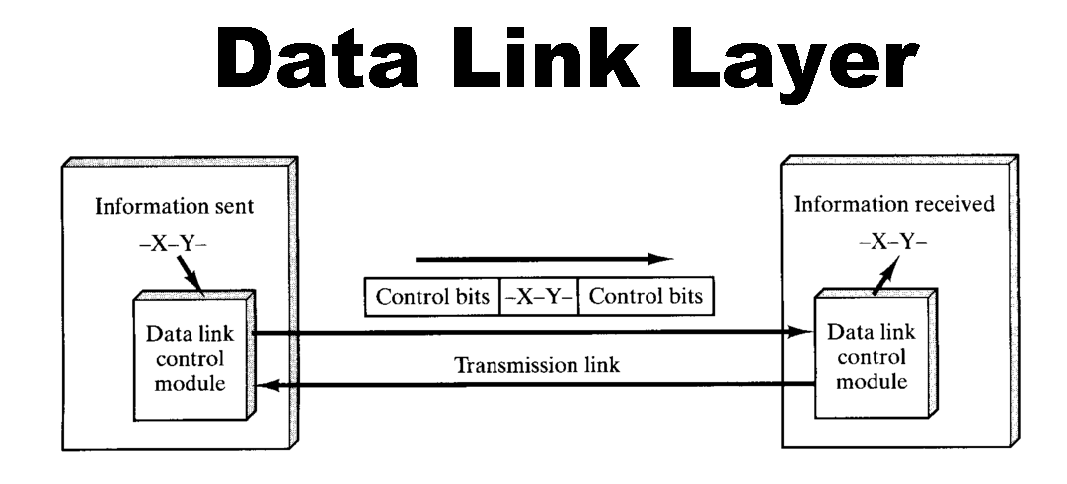 Data Link Layer
Information sent
–X–Y–
Data link
control
module
Control bits –X–Y– Control bits
Transmission link
Information received
–X–Y–
Data link
control
module